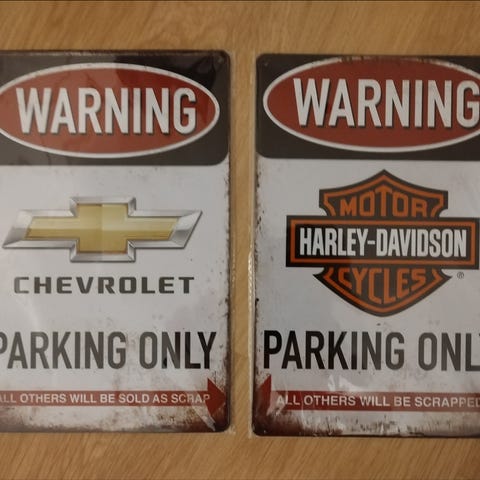 WARNING
CHEVROLET
PARKING ONLY
ALL OTHERS WILL BE SOLD AS SCRAP
WARNING
MOTOR
HARLEY-DAVIDSON
CYCLES
®
PARKING ONLY
ALL OTHERS WILL BE SCRAPPED